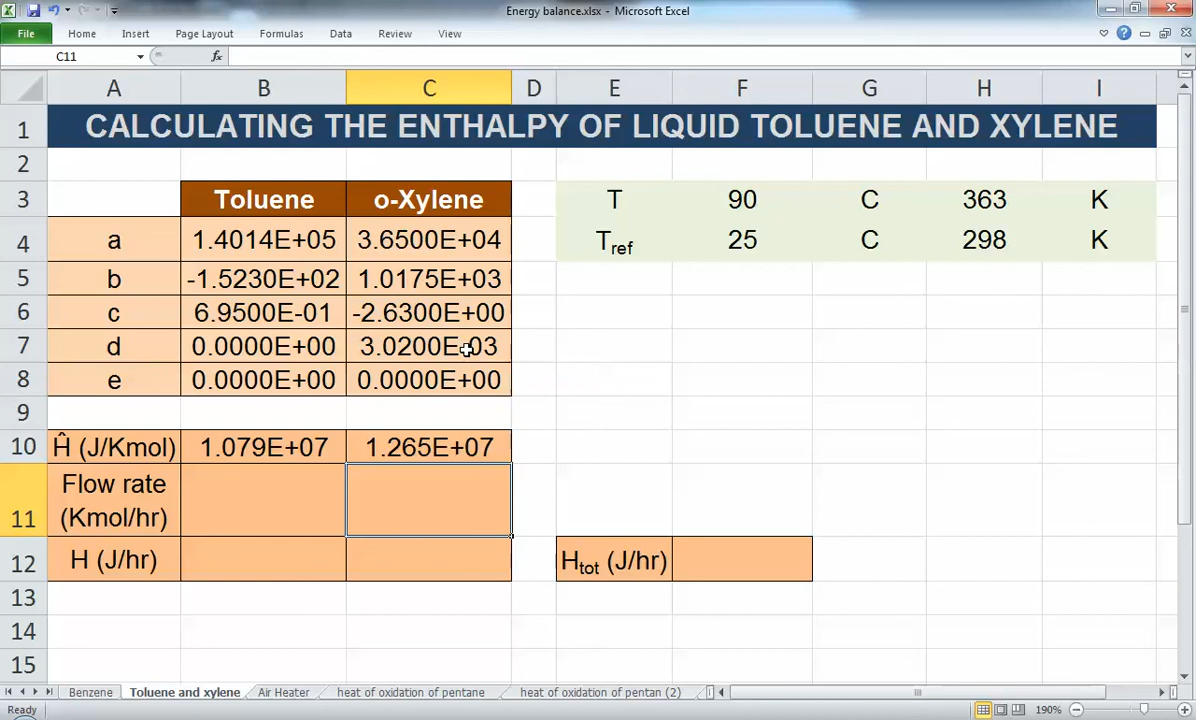 Energy balance.xlsx - Microsoft Excel
File Home Insert Page Layout Formulas Data Review View
C11 fx
A B C D E F G H I
1 CALCULATING THE ENTHALPY OF LIQUID TOLUENE AND XYLENE
2
3 Toluene o-Xylene T 90 C 363 K
4 a 1.4014E+05 3.6500E+04 Tref 25 C 298 K
5 b -1.5230E+02 1.0175E+03
6 c 6.9500E-01 -2.6300E+00
7 d 0.0000E+00 3.0200E-03
8 e 0.0000E+00 0.0000E+00
9
10 Ĥ (J/Kmol) 1.079E+07 1.265E+07
11 Flow rate
(Kmol/hr)
12 H (J/hr) Htot (J/hr)
13
14
15
Benzene Toluene and xylene Air Heater heat of oxidation of pentane heat of oxidation of pentan (2)
Ready 190%